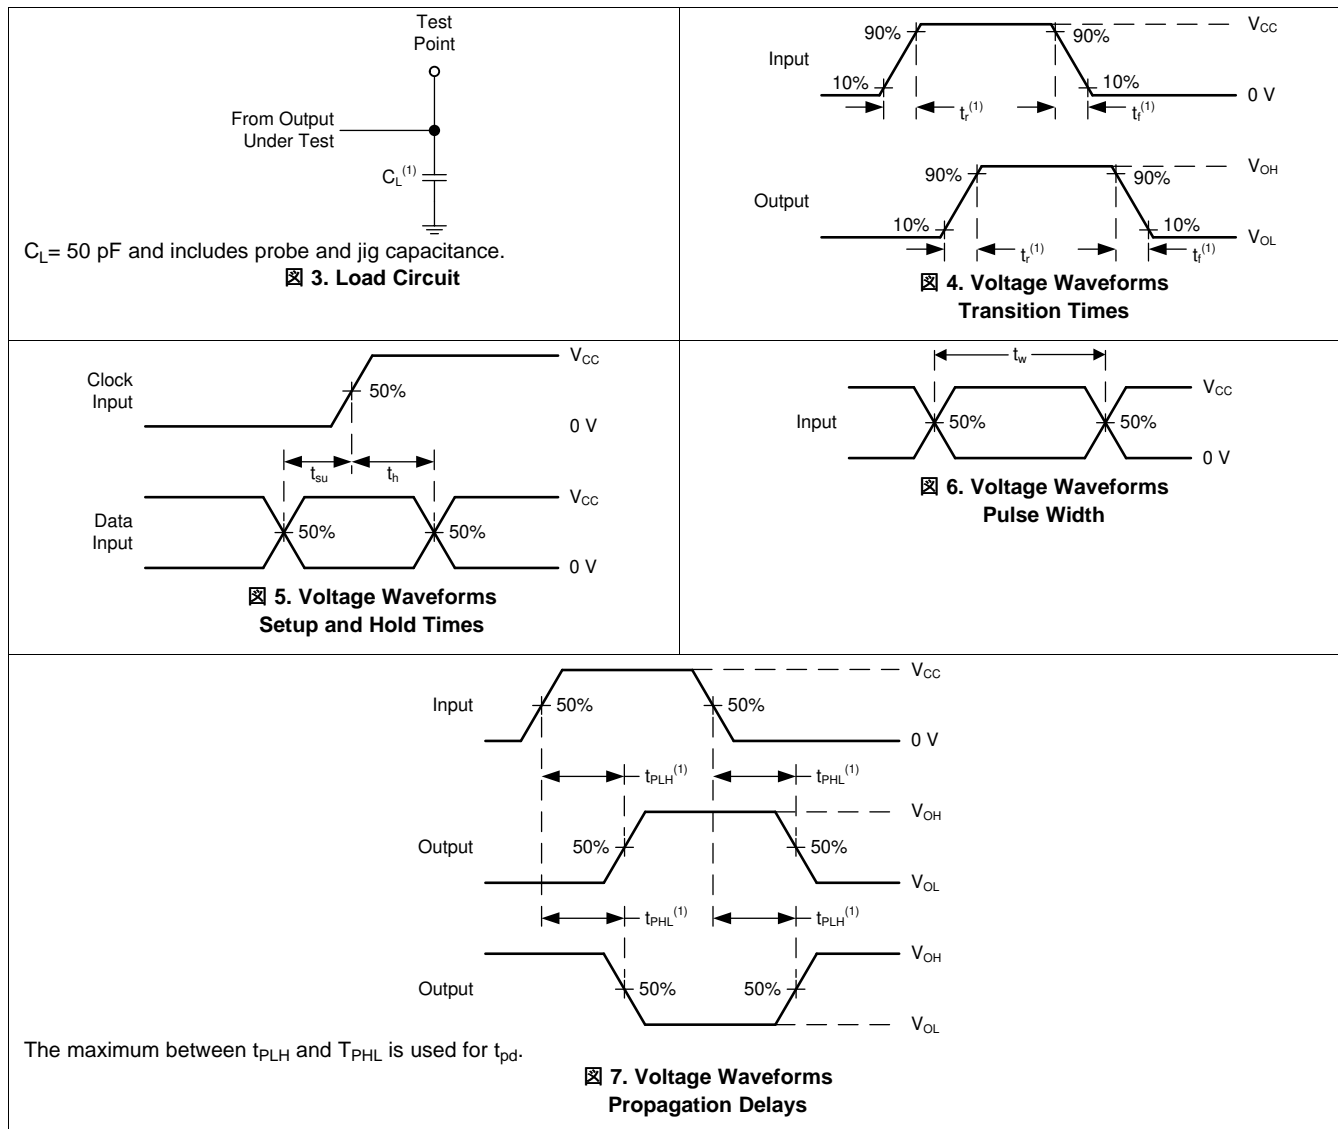 Test
Point
From Output
Under Test
CL(1)
CL= 50 pF and includes probe and jig capacitance.
図 3. Load Circuit
VCC
90%
90%
Input
10%
10%
0 V
tr(1)
tf(1)
VOH
90%
90%
Output
10%
10%
VOL
tr(1)
tf(1)
図 4. Voltage Waveforms
Transition Times
VCC
Clock
Input
50%
0 V
tsu
th
VCC
Data
Input
50%
50%
0 V
図 5. Voltage Waveforms
Setup and Hold Times
tw
VCC
Input
50%
50%
0 V
図 6. Voltage Waveforms
Pulse Width
VCC
Input
50%
50%
0 V
tPLH(1)
tPHL(1)
VOH
Output
50%
50%
VOL
tPHL(1)
tPLH(1)
VOH
Output
50%
50%
VOL
The maximum between tPLH and TPHL is used for tpd.
図 7. Voltage Waveforms
Propagation Delays